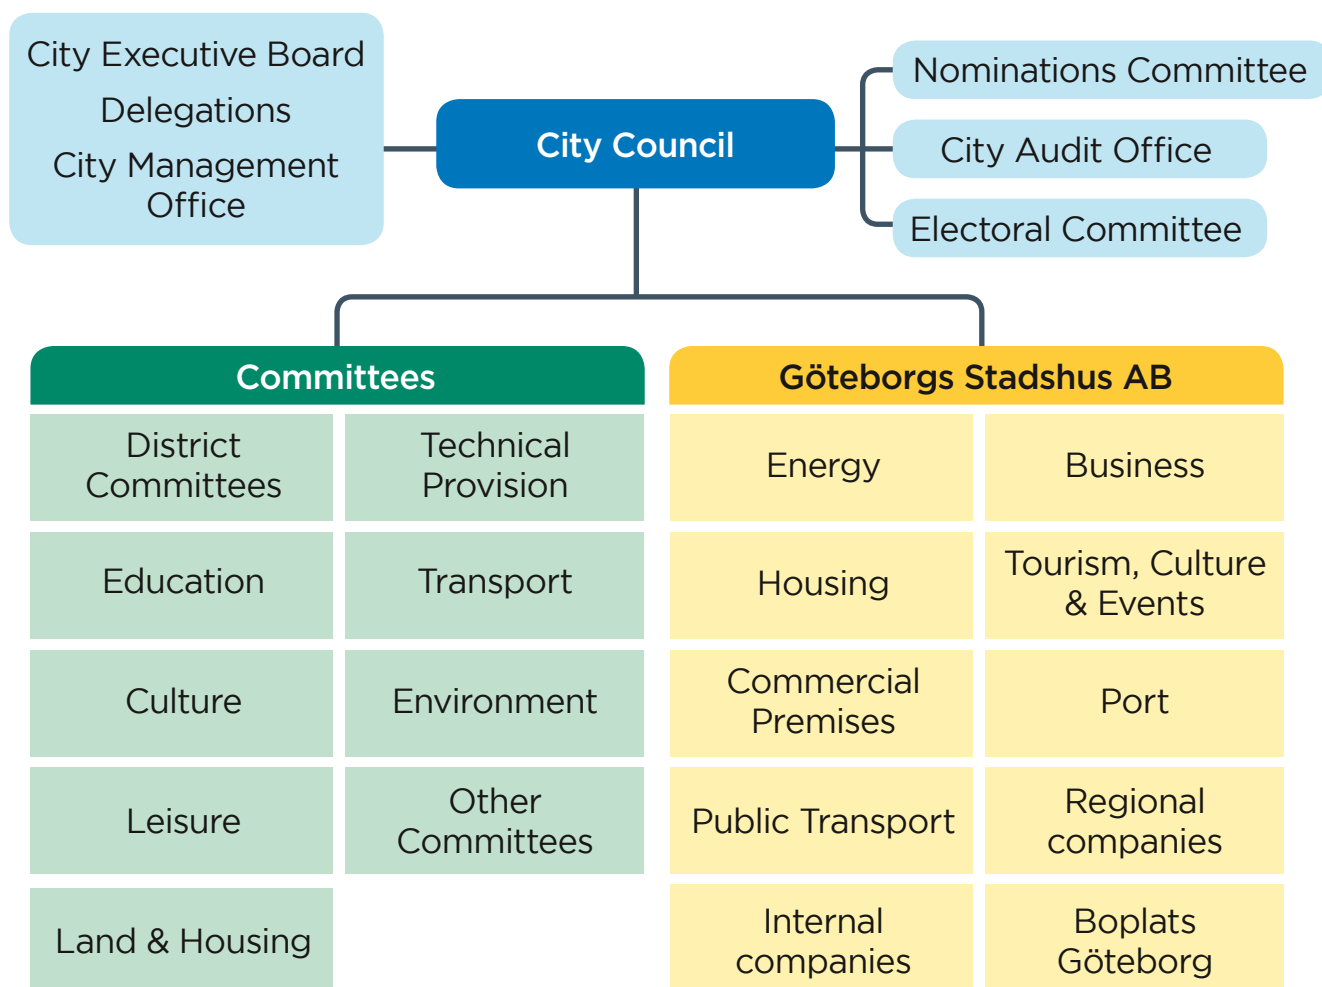 City Executive Board
Delegations
City Management
Office
City Council
Nominations Committee
City Audit Office
Electoral Committee
Committees
District
Committees
Technical
Provision
Education
Transport
Culture
Environment
Leisure
Other
Committees
Land & Housing
Göteborgs Stadshus AB
Energy
Business
Housing
Tourism, Culture
& Events
Commercial
Premises
Port
Public Transport
Regional
companies
Internal
companies
Boplats
Göteborg